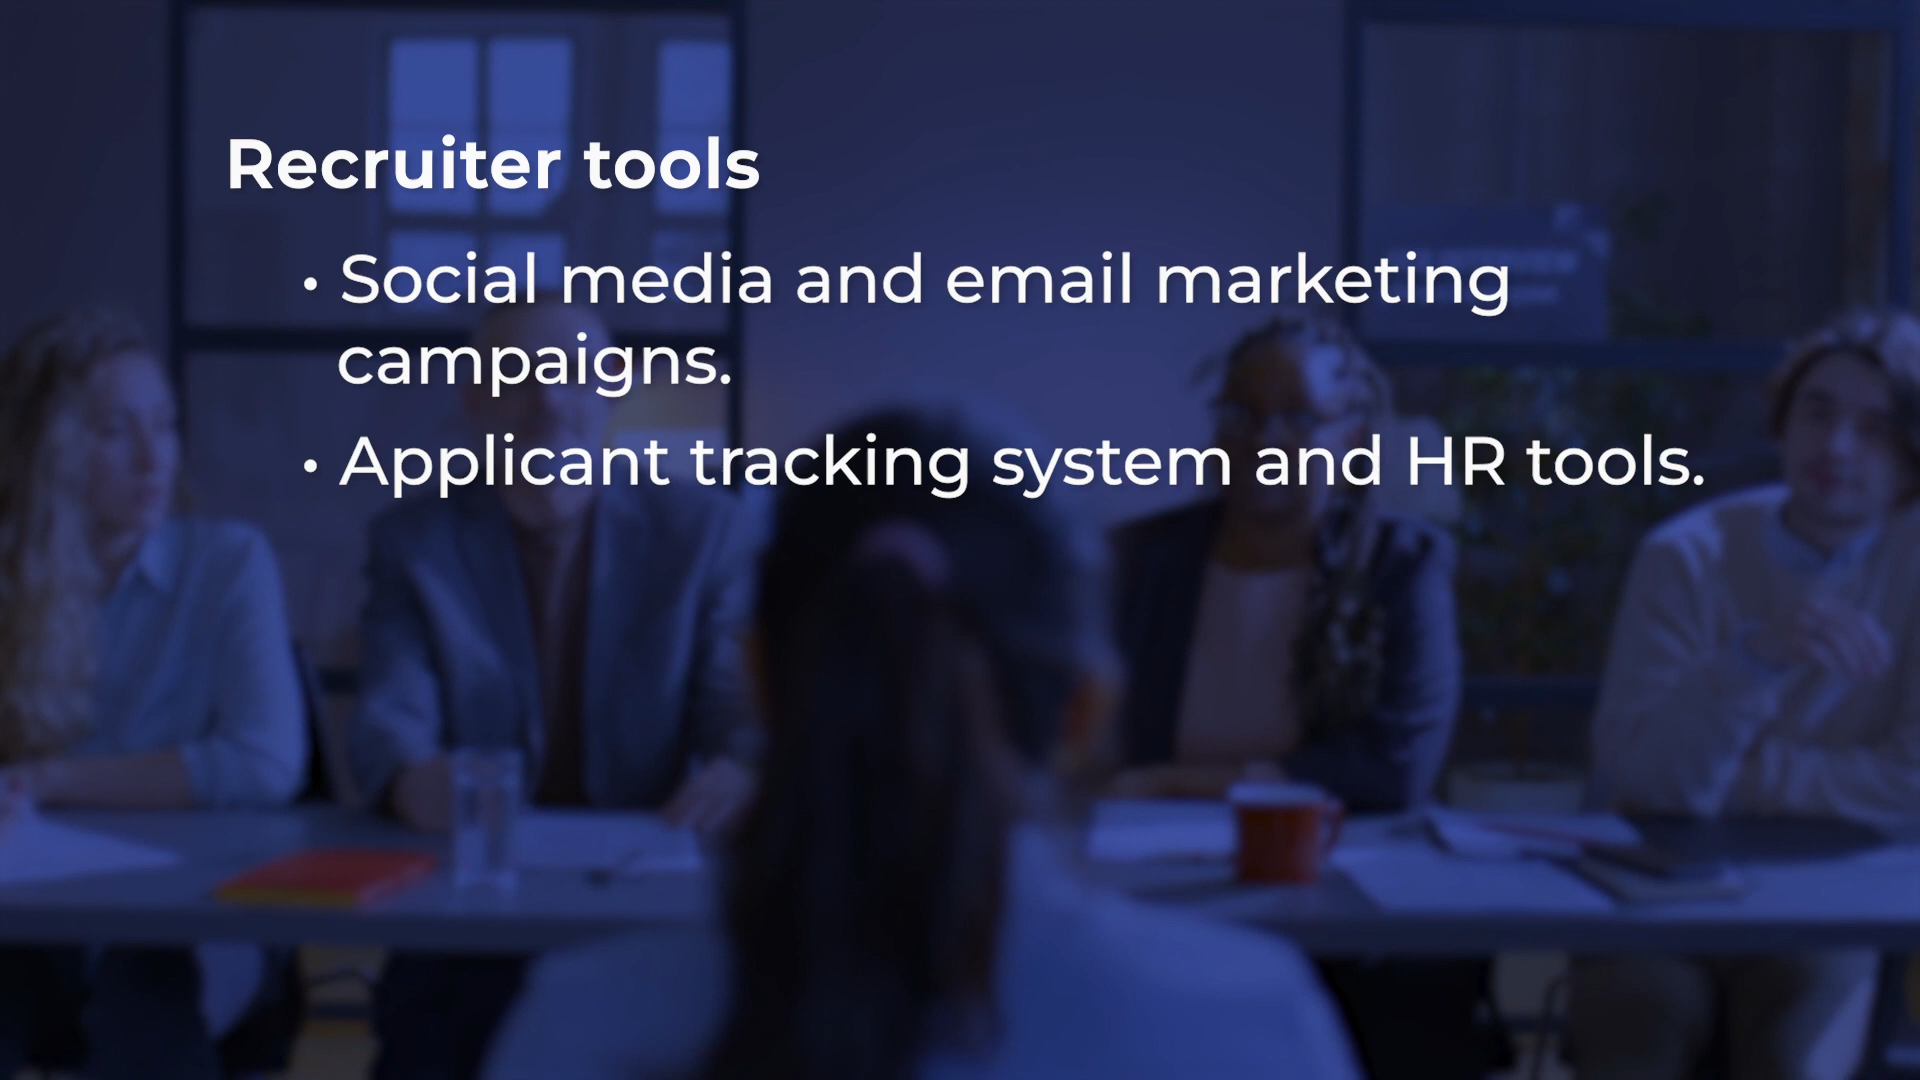 Recruiter tools
• Social media and email marketing
campaigns.
• Applicant tracking system and HR tools.